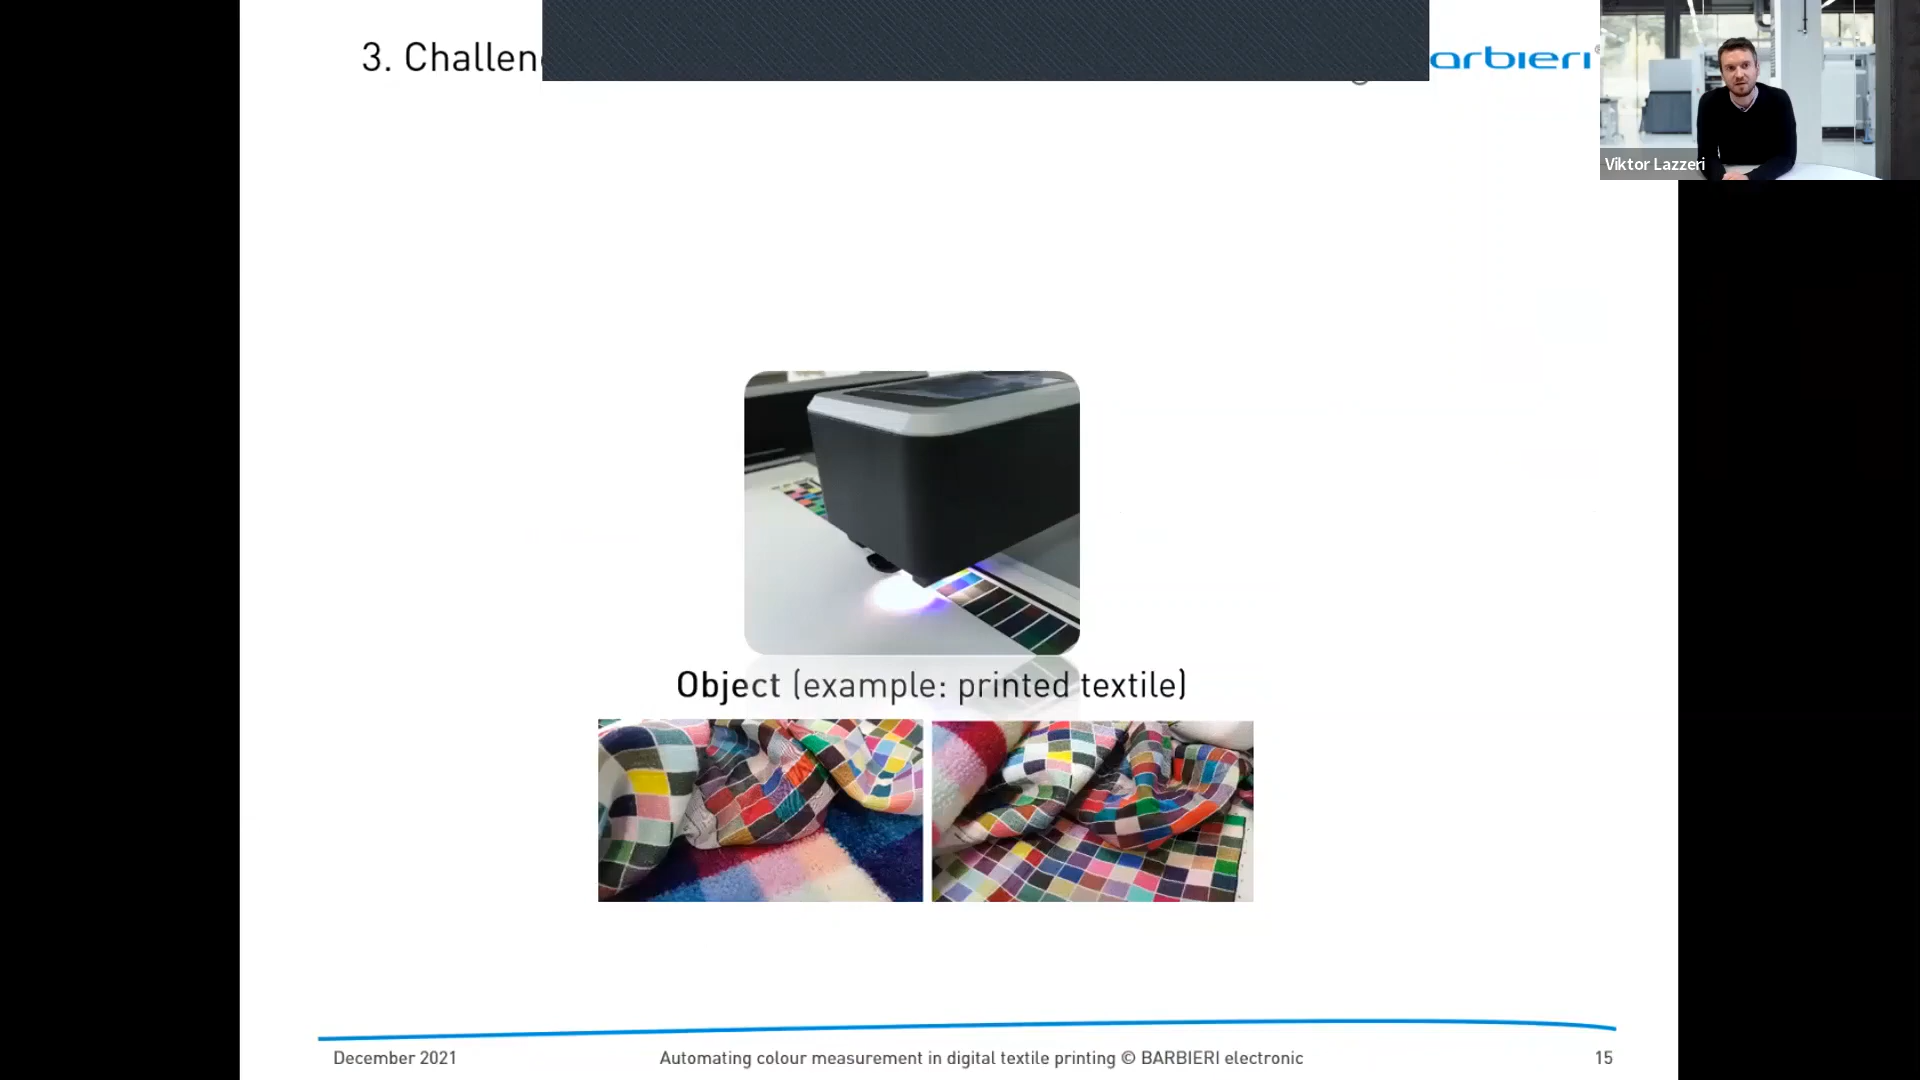 3. Challen
arbieri
Viktor Lazzeri
Object (example: printed textile)
December 2021
Automating colour measurement in digital textile printing © BARBIERI electronic
15